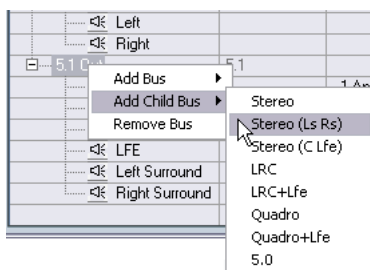 Left
Right
5.1 5.1
Add Bus
Add Child Bus Stereo
Remove Bus Stereo (Ls Rs)
Stereo (C Lfe)
LFE
LRC
Left Surround
LRC+Lfe
Right Surround
Quadro
Quadro+Lfe
5.0